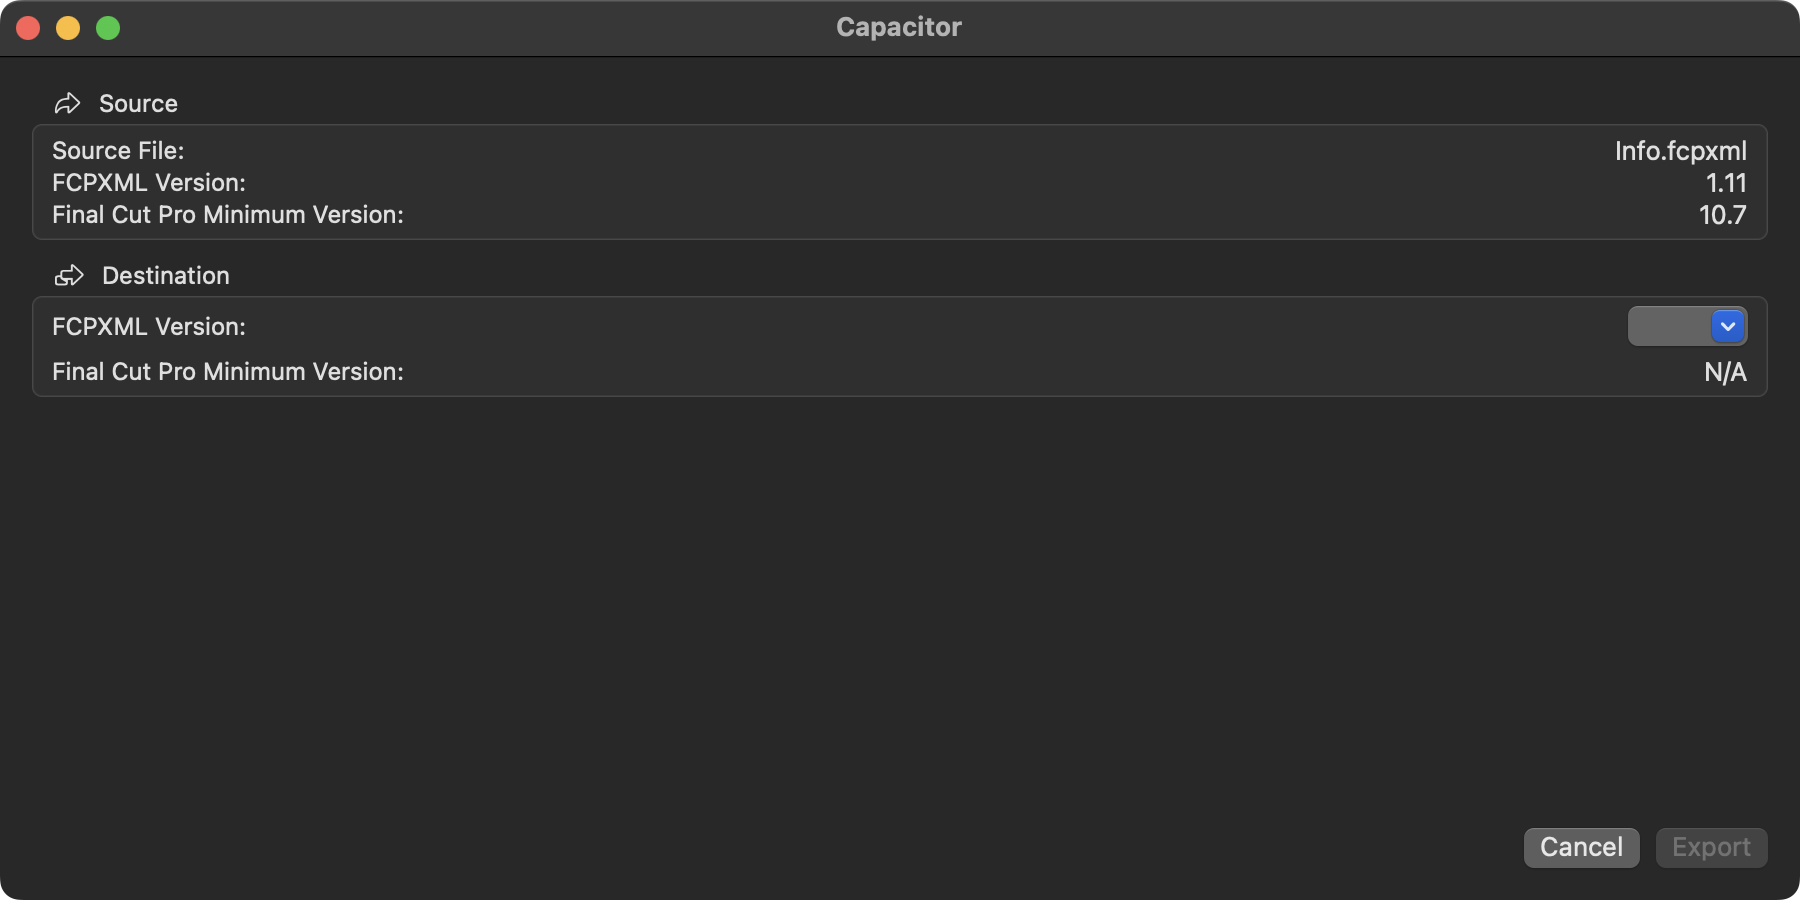 Capacitor
Source
Source File: Info.fcpxml
FCPXML Version: 1.11
Final Cut Pro Minimum Version: 10.7
Destination
FCPXML Version:
Final Cut Pro Minimum Version: N/A
Cancel Export